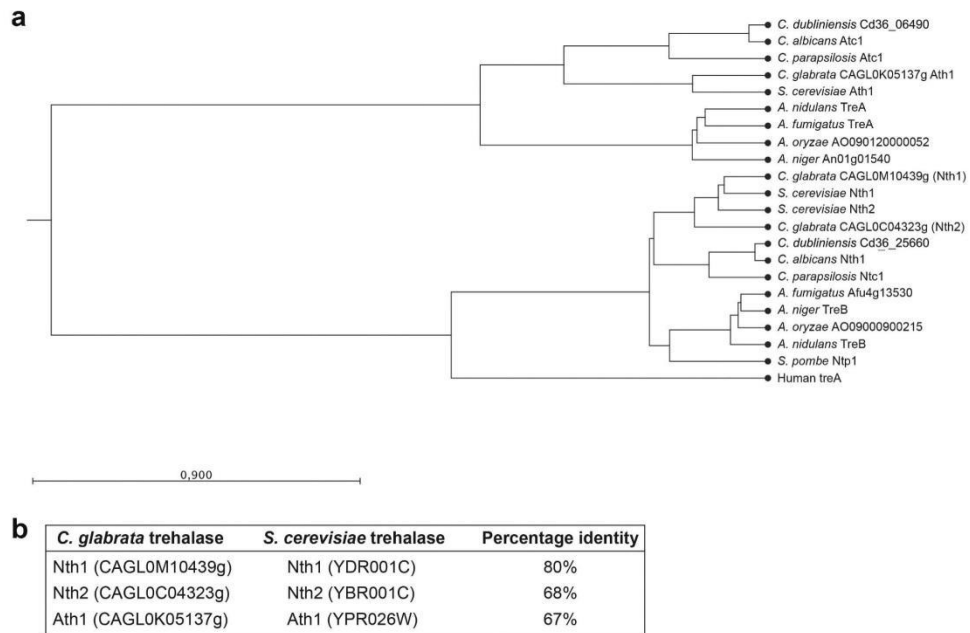 a
C. dubliniensis Cd36_06490
C. albicans Atc1
C. parapsilosis Atc1
C. glabrata CAGL0K05137g Ath1
S. cerevisiae Ath1
A. nidulans TreA
A. fumigatus TreA
A. oryzae AO090120000052
A. niger An01g01540
C. glabrata CAGL0M10439g (Nth1)
S. cerevisiae Nth1
S. cerevisiae Nth2
C. glabrata CAGL0C04323g (Nth2)
C. dubliniensis Cd36_25660
C. albicans Nth1
C. parapsilosis Ntc1
A. fumigatus Afu4g13530
A. niger TreB
A. oryzae AO09000900215
A. nidulans TreB
S. pombe Ntp1
Human treA
0,900
b
C. glabrata trehalase S. cerevisiae trehalase Percentage identity
Nth1 (CAGL0M10439g) Nth1 (YDR001C) 80%
Nth2 (CAGL0C04323g) Nth2 (YBR001C) 68%
Ath1 (CAGL0K05137g) Ath1 (YPR026W) 67%